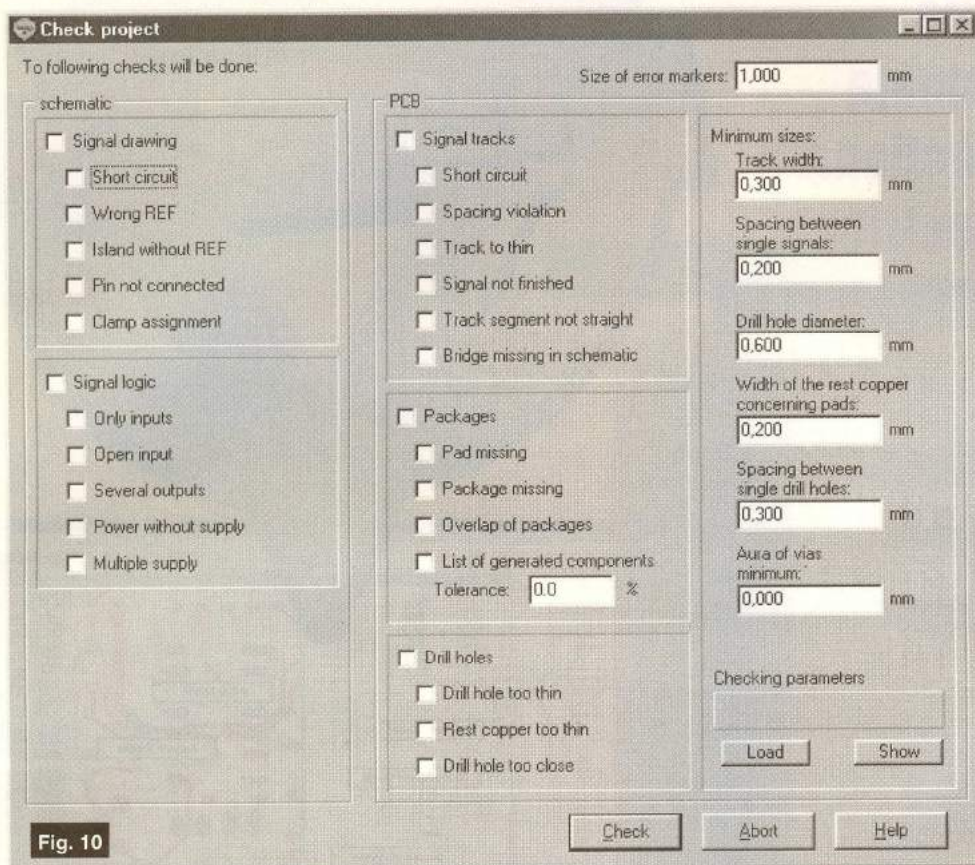 Check project
To following checks will be done:
Size of error markers: 1,000 mm
schematic
Signal drawing
Short circuit
Wrong REF
Island without REF
Pin not connected
Clamp assignment
Signal logic
Only inputs
Open input
Several outputs
Power without supply
Multiple supply
PCB
Signal tracks
Short circuit
Spacing violation
Track to thin
Signal not finished
Track segment not straight
Bridge missing in schematic
Packages
Pad missing
Package missing
Overlap of packages
List of generated components
Tolerance: 0.0 %
Drill holes
Drill hole too thin
Rest copper too thin
Drill hole too close
Minimum sizes:
Track width:
0,300 mm
Spacing between
single signals:
0,200 mm
Drill hole diameter:
0,600 mm
Width of the rest copper
concerning pads:
0,200 mm
Spacing between
single drill holes:
0,300 mm
Aura of vias
minimum:
0,000 mm
Checking parameters
Load Show
Check Abort Help
Fig. 10